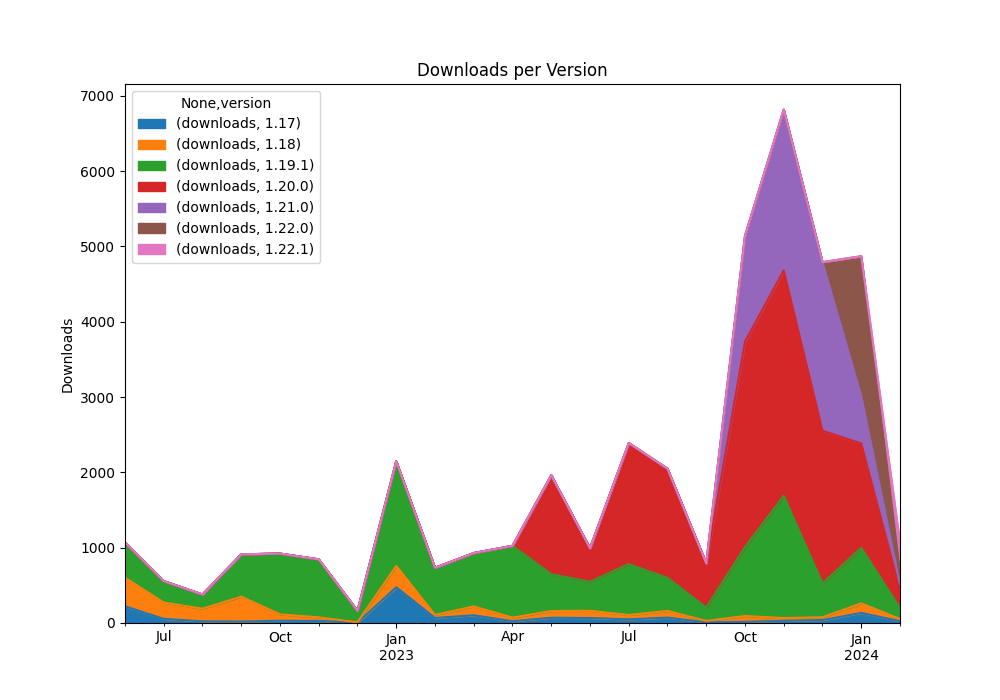 Downloads per Version
7000
6000
5000
4000
3000
2000
1000
0
Downloads
None,version
(downloads, 1.17)
(downloads, 1.18)
(downloads, 1.19.1)
(downloads, 1.20.0)
(downloads, 1.21.0)
(downloads, 1.22.0)
(downloads, 1.22.1)
Jul Oct Jan Apr Jul Oct Jan
2023 2024